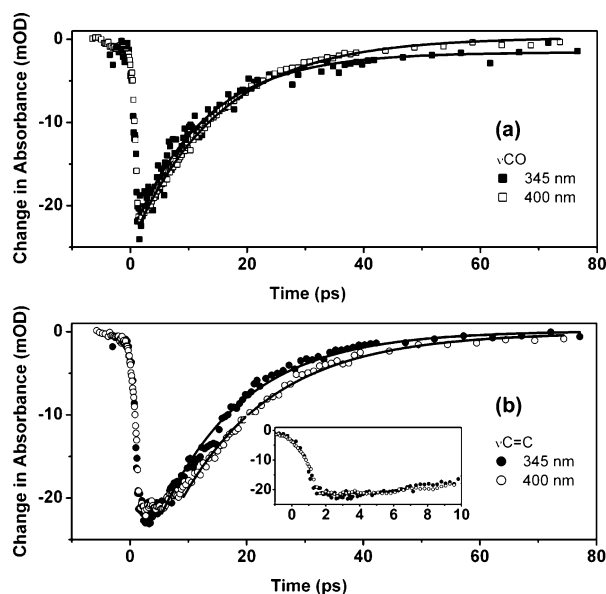 0
-10
-20
Change in Absorbance (mOD)
(a)
νCO
345 nm
400 nm
0 20 40 60 80
Time (ps)
0
-10
-20
Change in Absorbance (mOD)
(b)
νC=C
345 nm
400 nm
0
-10
-20
0 2 4 6 8 10
0 20 40 60 80
Time (ps)